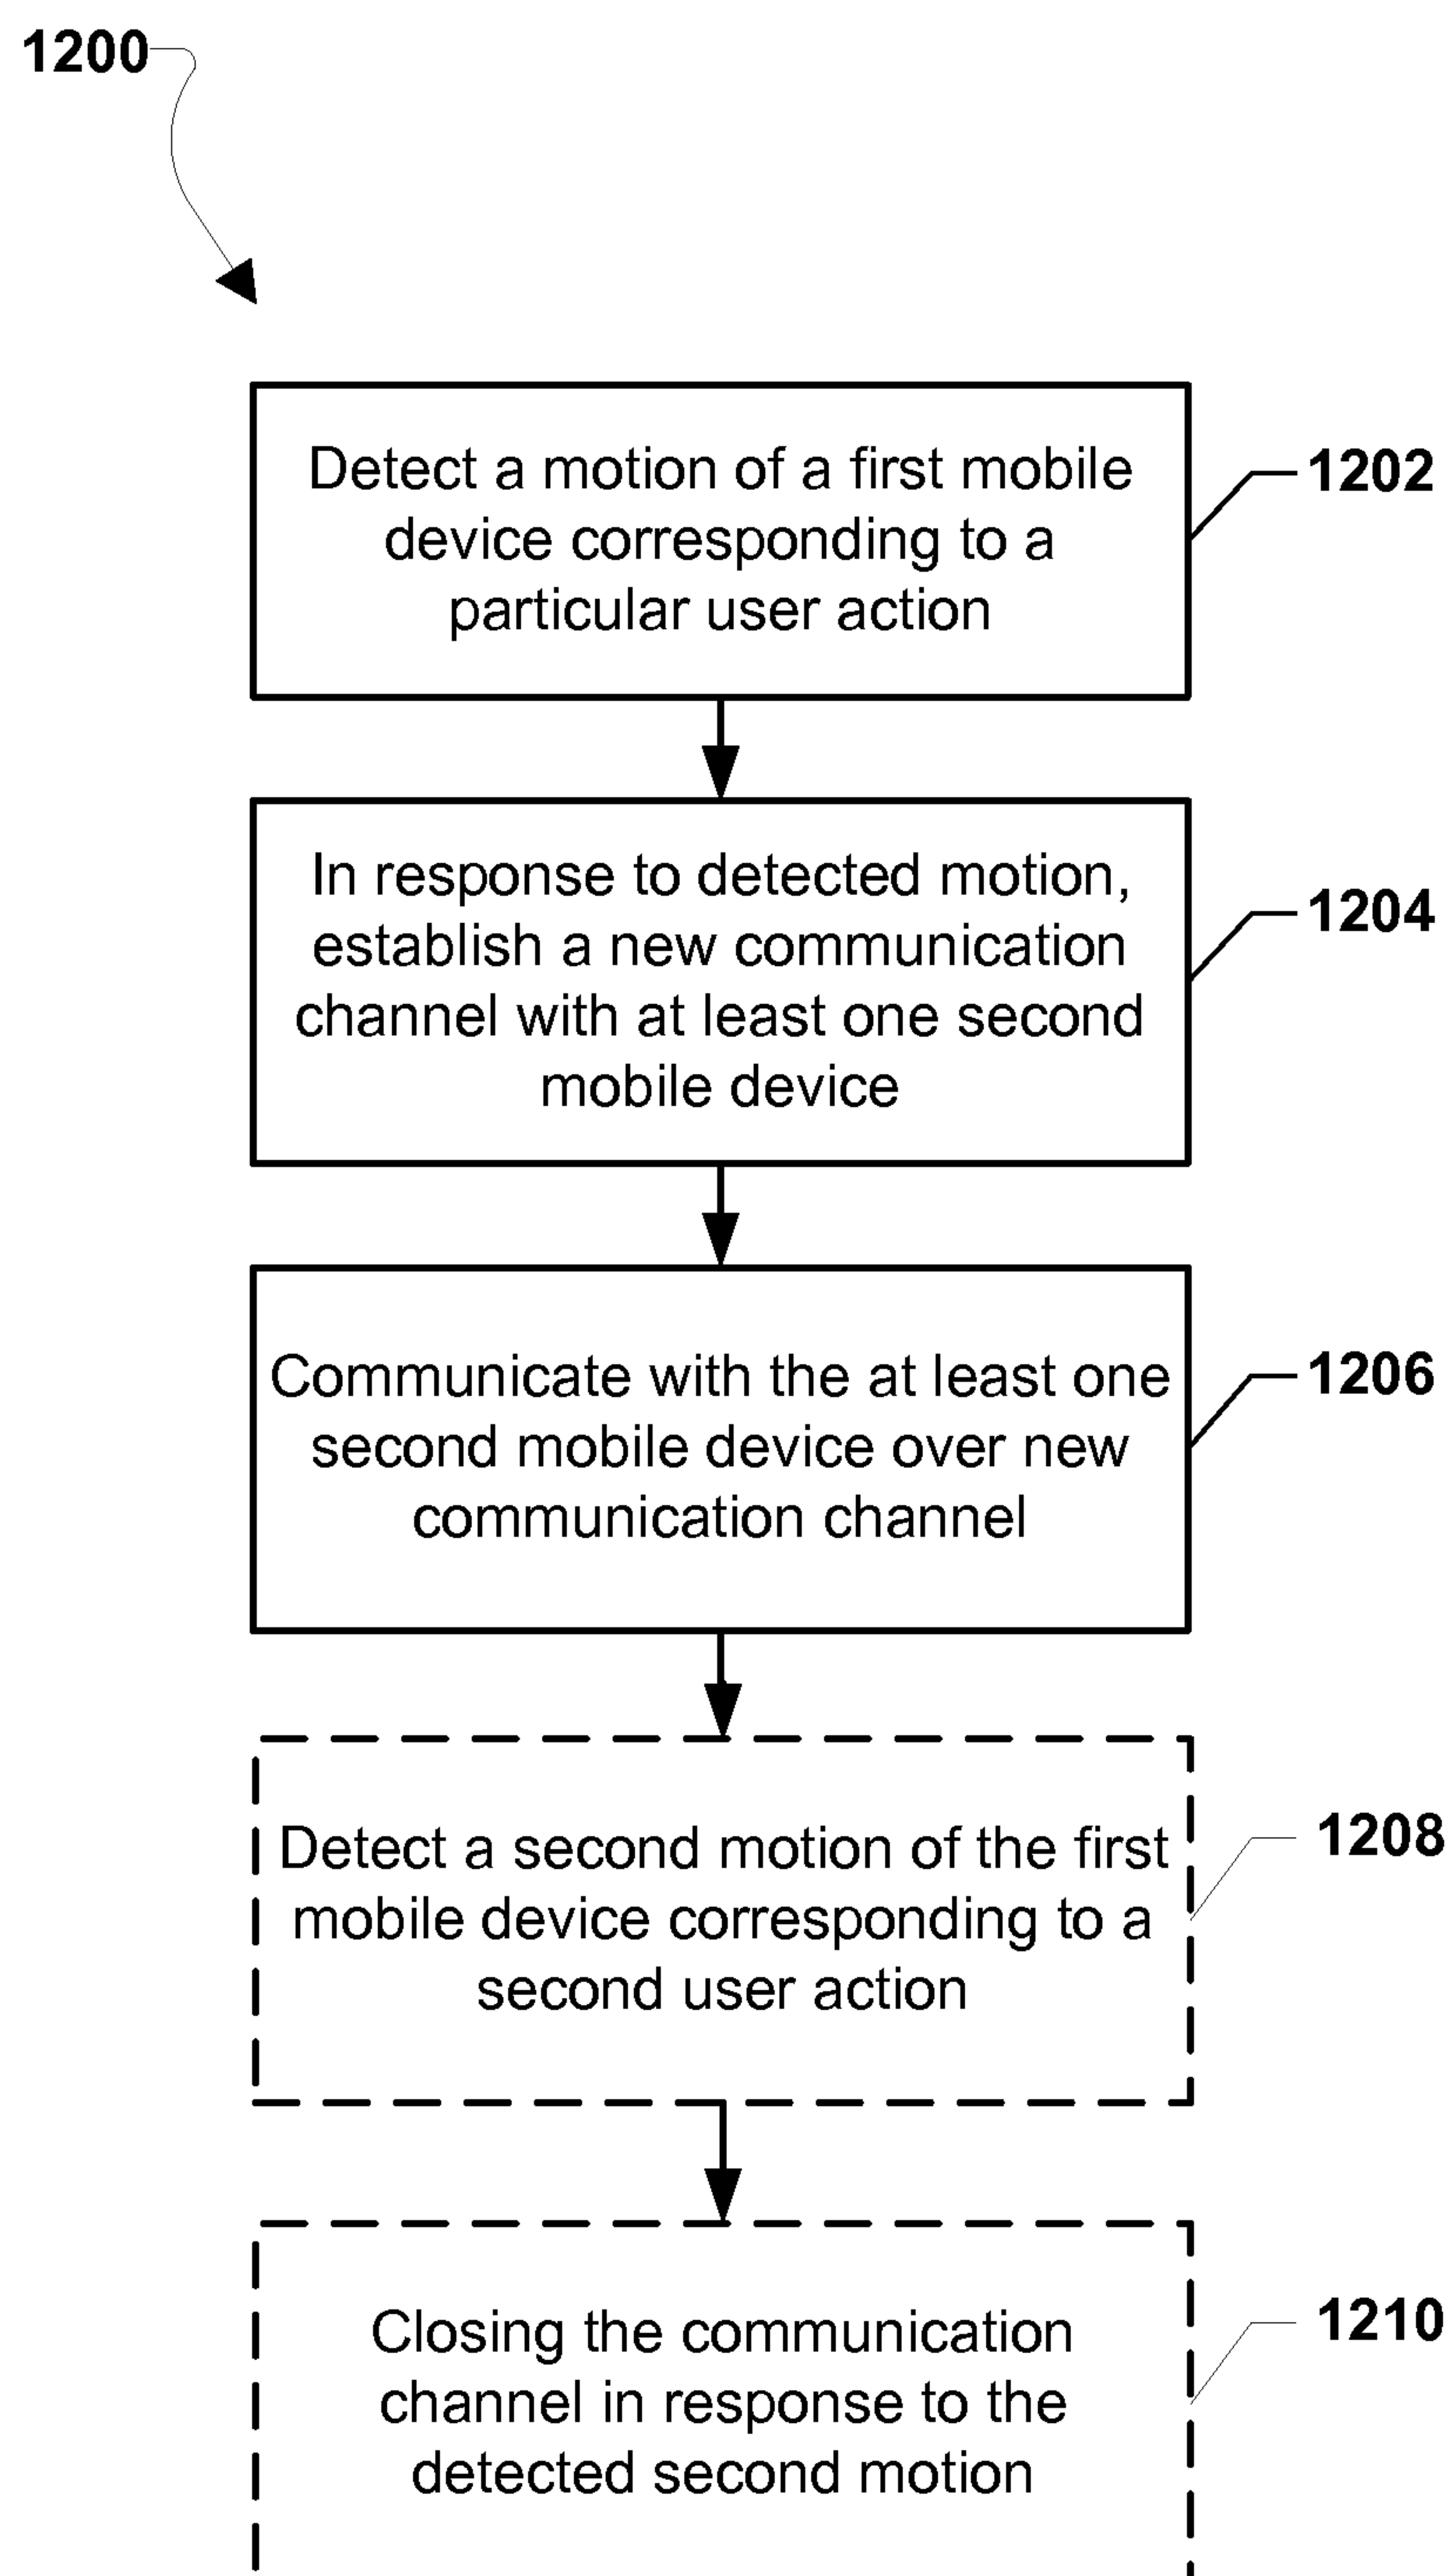 1200
Detect a motion of a first mobile
device corresponding to a
particular user action
1202
In response to detected motion,
establish a new communication
channel with at least one second
mobile device
1204
Communicate with the at least one
second mobile device over new
communication channel
1206
Detect a second motion of the first
mobile device corresponding to a
second user action
1208
Closing the communication
channel in response to the
detected second motion
1210